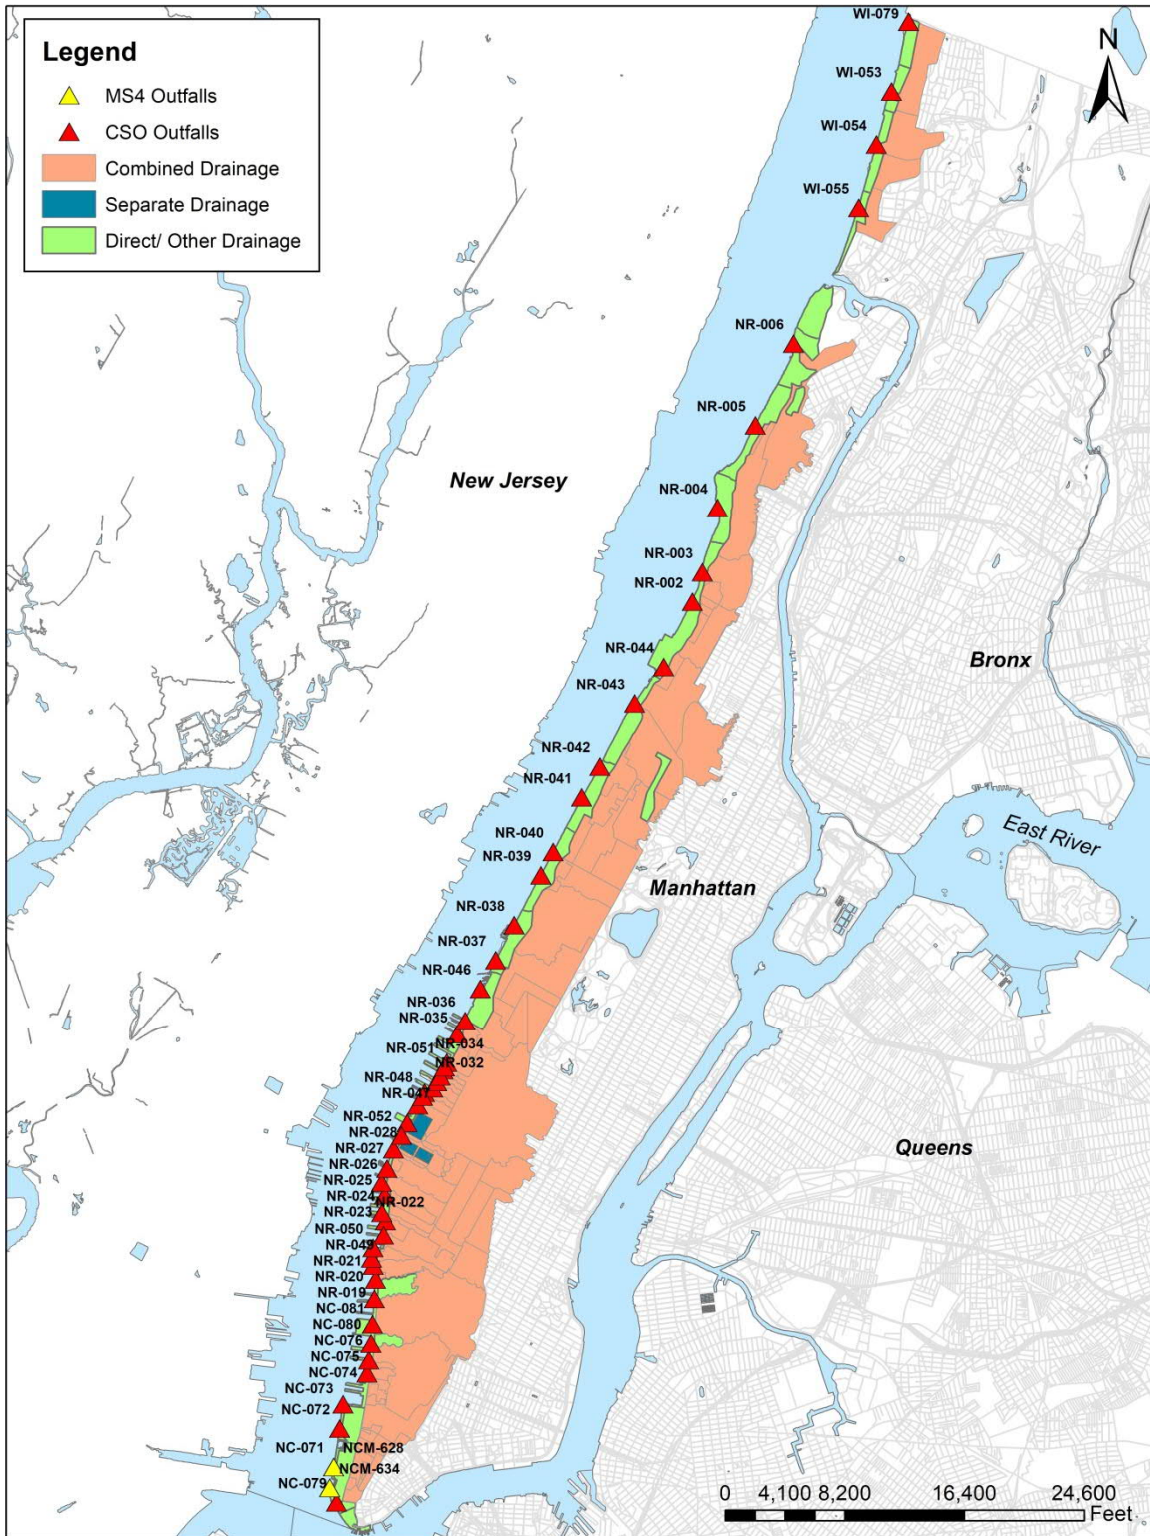 Legend
MS4 Outfalls
CSO Outfalls
Combined Drainage
Separate Drainage
Direct/ Other Drainage
N
WI-079
WI-053
WI-054
WI-055
NR-006
NR-005
NR-004
New Jersey
NR-003
NR-002
NR-044
Bronx
NR-043
NR-042
NR-041
East River
NR-040
NR-039
Manhattan
NR-038
NR-037
NR-046
NR-036
NR-035
NR-034
NR-051
NR-032
NR-048
NR-047
NR-052
NR-028
Queens
NR-027
NR-026
NR-025
NR-024
NR-022
NR-023
NR-050
NR-049
NR-021
NR-020
NR-019
NC-081
NC-080
NC-076
NC-075
NC-074
NC-073
NC-072
NC-071
NCM-628
NCM-634
NC-079
0 4,100 8,200 16,400 24,600
Feet